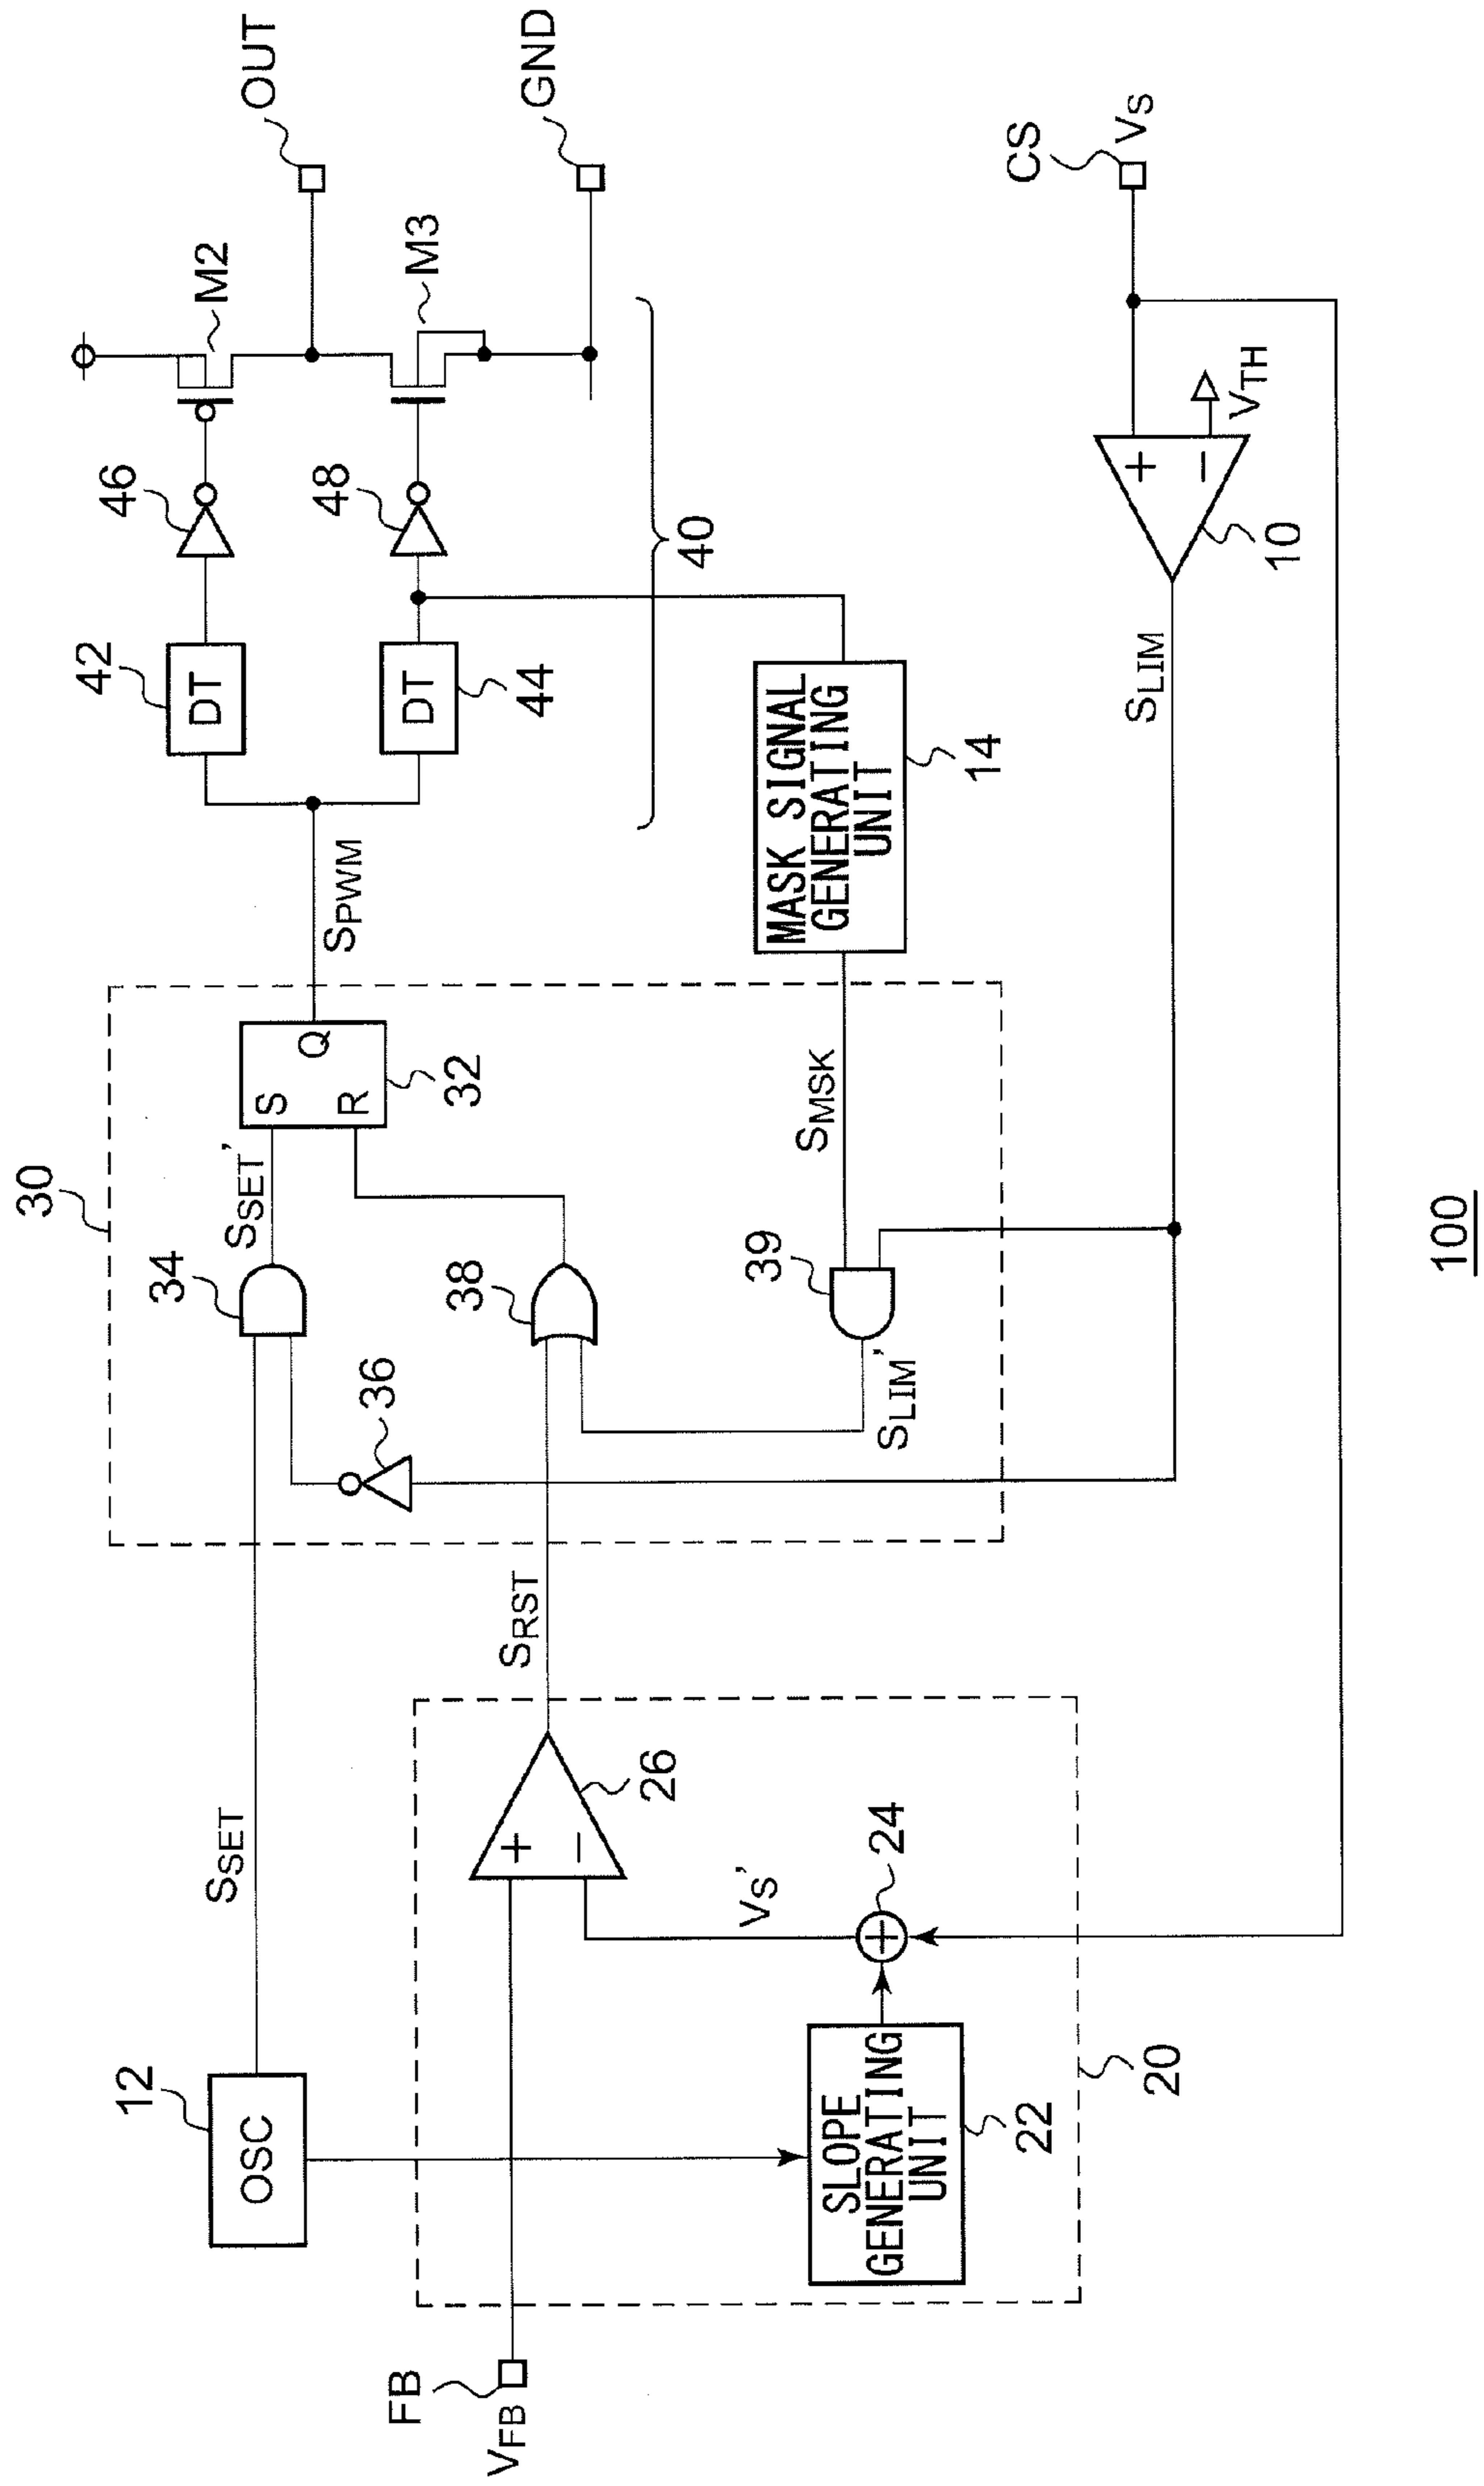 30
12
OSC
SSET
34
SSET'
S
R
Q
32
36
SPWM
42
DT
46
M2
OUT
44
DT
48
M3
GND
40
FB
VFB
20
SLOPE
GENERATING
UNIT
22
24
VS'
+
−
26
SRST
38
39
SLIM'
SMSK
MASK SIGNAL
GENERATING
UNIT
14
SLIM
10
+
−
VTH
CS
VS
100